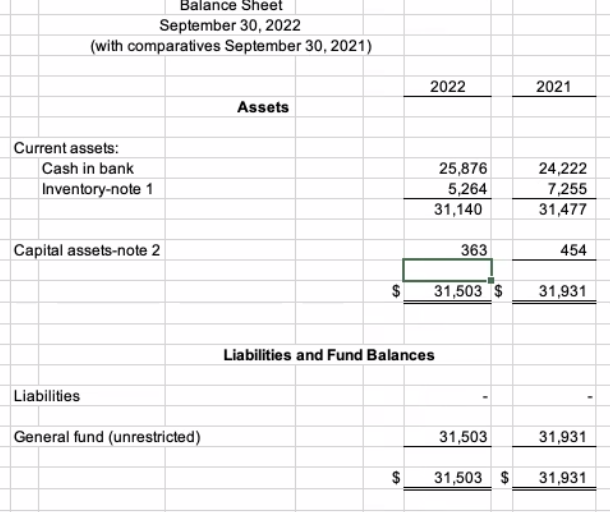 Balance Sheet
September 30, 2022
(with comparatives September 30, 2021)
2022 2021
Assets
Current assets:
Cash in bank 25,876 24,222
Inventory-note 1 5,264 7,255
31,140 31,477
Capital assets-note 2 363 454
$ 31,503 $ 31,931
Liabilities and Fund Balances
Liabilities - -
General fund (unrestricted) 31,503 31,931
$ 31,503 $ 31,931